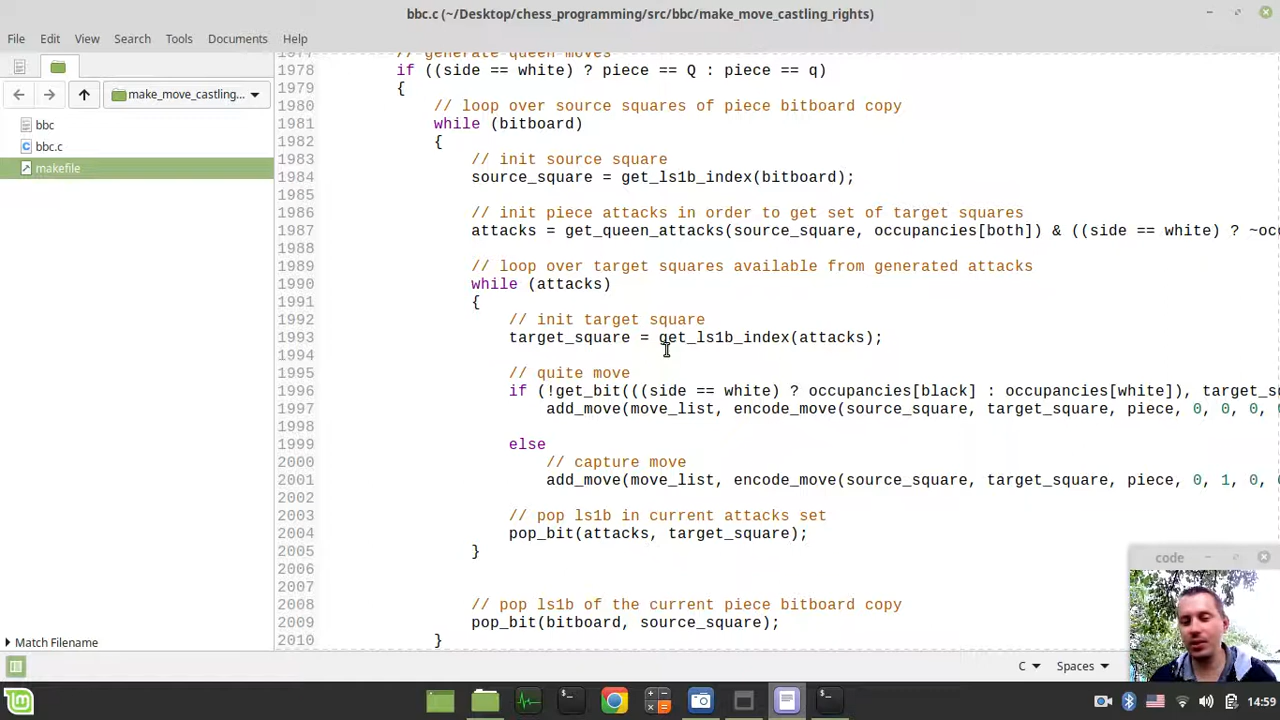 bbc.c (~/Desktop/chess_programming/src/bbc/make_move_castling_rights)
File Edit View Search Tools Documents Help
make_move_castling...
bbc
bbc.c
makefile
Match Filename
// generate queen moves
1978 if ((side == white) ? piece == Q : piece == q)
1979 {
1980 // loop over source squares of piece bitboard copy
1981 while (bitboard)
1982 {
1983 // init source square
1984 source_square = get_ls1b_index(bitboard);
1985
1986 // init piece attacks in order to get set of target squares
1987 attacks = get_queen_attacks(source_square, occupancies[both]) & ((side == white) ? ~oc
1988
1989 // loop over target squares available from generated attacks
1990 while (attacks)
1991 {
1992 // init target square
1993 target_square = get_ls1b_index(attacks);
1994
1995 // quite move
1996 if (!get_bit(((side == white) ? occupancies[black] : occupancies[white]), target_s
1997 add_move(move_list, encode_move(source_square, target_square, piece, 0, 0, 0,
1998
1999 else
2000 // capture move
2001 add_move(move_list, encode_move(source_square, target_square, piece, 0, 1, 0,
2002
2003 // pop ls1b in current attacks set
2004 pop_bit(attacks, target_square);
2005 }
2006
2007
2008 // pop ls1b of the current piece bitboard copy
2009 pop_bit(bitboard, source_square);
2010 }
code
C Spaces
14:59